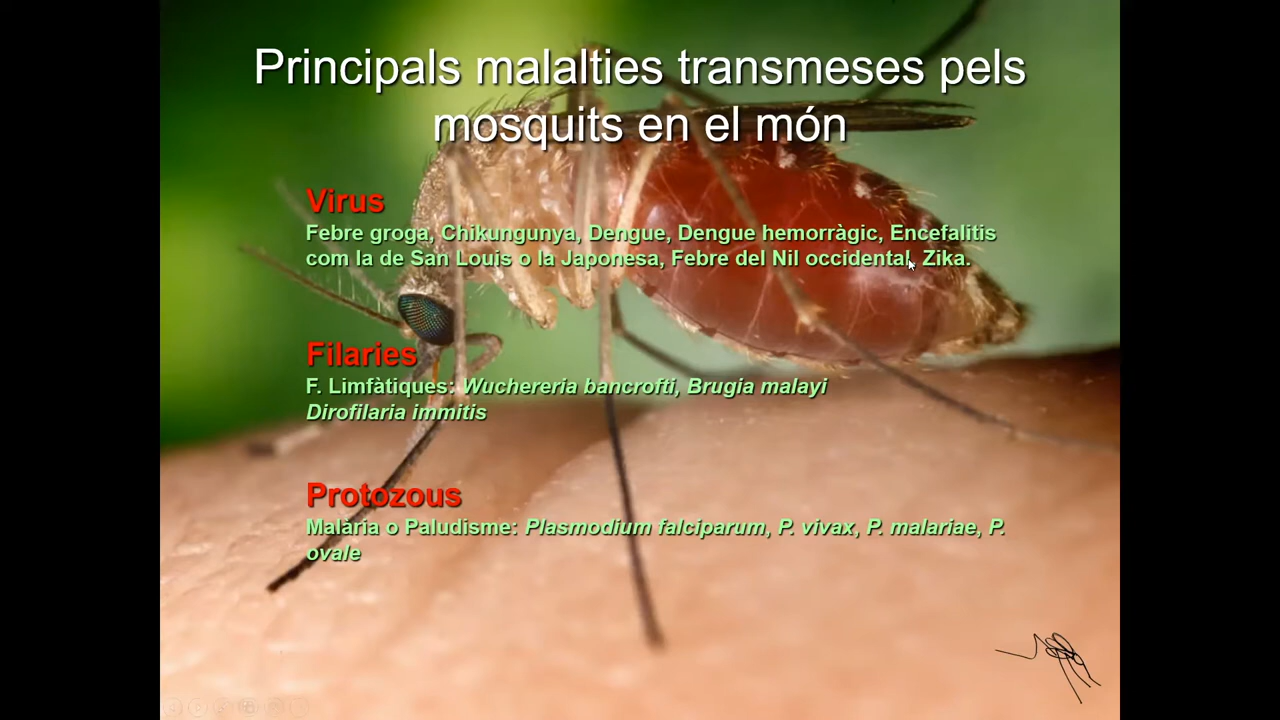 Principals malalties transmeses pels
mosquits en el món
Virus
Febre groga, Chikungunya, Dengue, Dengue hemorràgic, Encefalitis
com la de San Louis o la Japonesa, Febre del Nil occidental, Zika.
Filaries
F. Limfàtiques: Wuchereria bancrofti, Brugia malayi
Dirofilaria immitis
Protozous
Malària o Paludisme: Plasmodium falciparum, P. vivax, P. malariae, P.
ovale